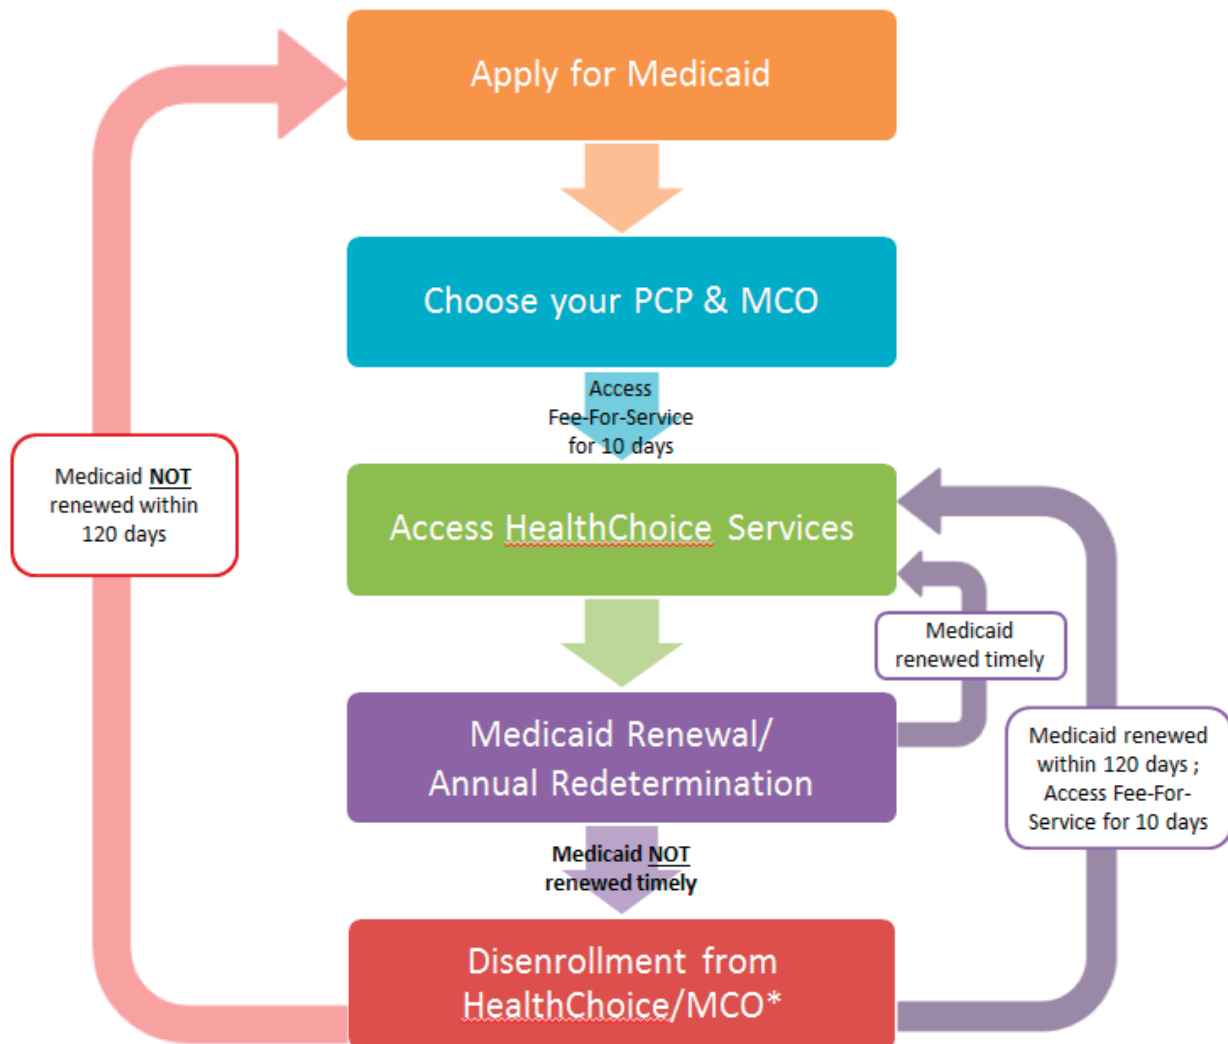 Apply for Medicaid
Choose your PCP & MCO
Access
Fee-For-Service
for 10 days
Medicaid NOT
renewed within
120 days
Access HealthChoice Services
Medicaid
renewed timely
Medicaid Renewal/
Annual Redetermination
Medicaid renewed
within 120 days ;
Access Fee-For-
Service for 10 days
Medicaid NOT
renewed timely
Disenrollment from
HealthChoice/MCO*